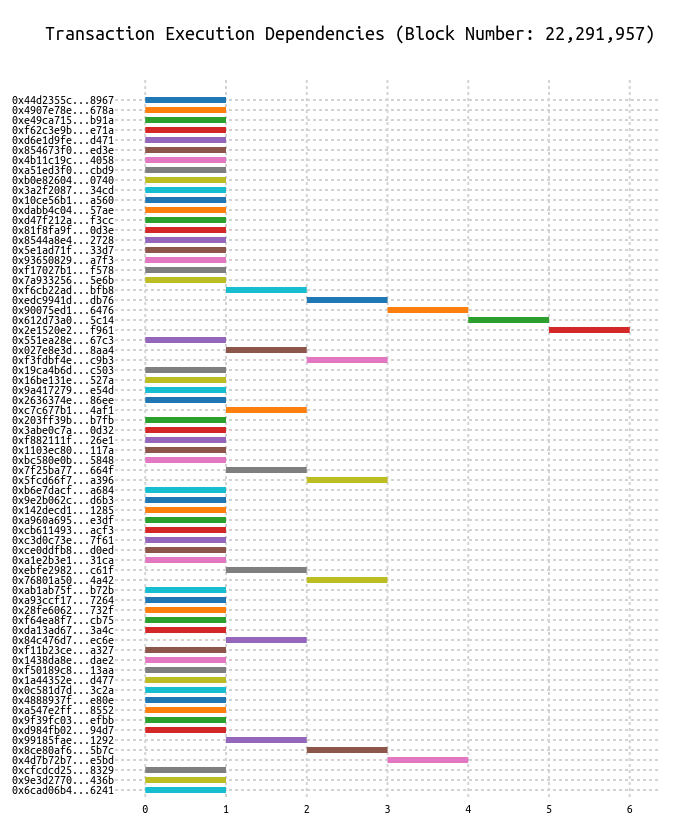 Transaction Execution Dependencies (Block Number: 22,291,957)
0x44d2355c...8967
0x4907e78e...678a
0xe49ca715...b91a
0xf62c3e9b...e71a
0xd6e1d9fe...d471
0x854673f0...ed3e
0x4b11c19c...4058
0xa51ed3f0...cbd9
0xb0e82604...0740
0x3a2f2087...34cd
0x10ce56b1...a560
0xdabb4c04...57ae
0xd47f212a...f3cc
0x81f8fa9f...0d3e
0x8544a8e4...2728
0x5e1ad71f...33d7
0x93650829...a7f3
0xf17027b1...f578
0x7a933256...5e6b
0xf6cb22ad...bfb8
0xedc9941d...db76
0x90075ed1...6476
0x612d73a0...5c14
0x2e1520e2...f961
0x551ea28e...67c3
0x027e8e3d...8aa4
0xf3fdbf4e...c9b3
0x19ca4b6d...c503
0x16be131e...527a
0x9a417279...e54d
0x2636374e...86ee
0xc7c677b1...4af1
0x203ff39b...b7fb
0x3abe0c7a...0d32
0xf882111f...26e1
0x1103ec80...117a
0xbc580e0b...5848
0x7f25ba77...664f
0x5fcd66f7...a396
0xb6e7dacf...a684
0x9e2b062c...d6b3
0x142decd1...1285
0xa960a695...e3df
0xcb611493...acf3
0xc3d0c73e...7f61
0xce0ddfb8...d0ed
0xa1e2b3e1...31ca
0xebfe2982...c61f
0x76801a50...4a42
0xab1ab75f...b72b
0xa93ccf17...7264
0x28fe6062...732f
0xf64ea8f7...cb75
0xda13ad67...3a4c
0x84c476d7...ec6e
0xf11b23ce...a327
0x1438da8e...dae2
0xf50189c8...13aa
0x1a44352e...d477
0x0c581d7d...3c2a
0x4888937f...e80e
0xa547e2ff...8552
0x9f39fc03...efbb
0xd984fb02...94d7
0x99185fae...1292
0x8ce80af6...5b7c
0x4d7b72b7...e5bd
0xcfcdcd25...8329
0x9e3d2770...436b
0x6cad06b4...6241
0 1 2 3 4 5 6